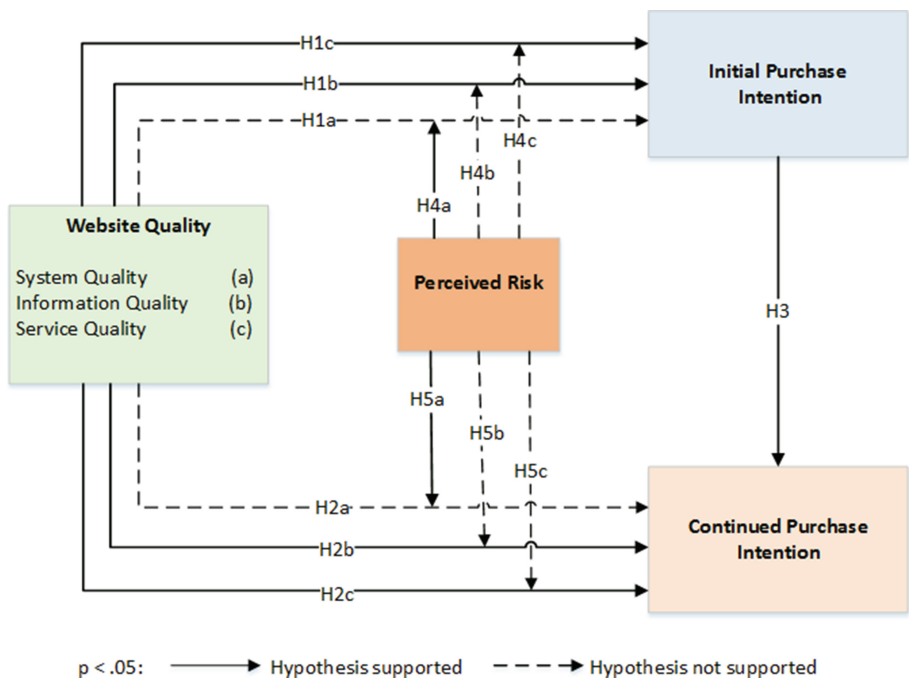 H1c
H1b
H1a
Initial Purchase
Intention
H4c
H4b
H4a
Website Quality
System Quality (a)
Information Quality (b)
Service Quality (c)
Perceived Risk
H3
H5a
H5b
H5c
H2a
H2b
H2c
Continued Purchase
Intention
p < .05: Hypothesis supported Hypothesis not supported